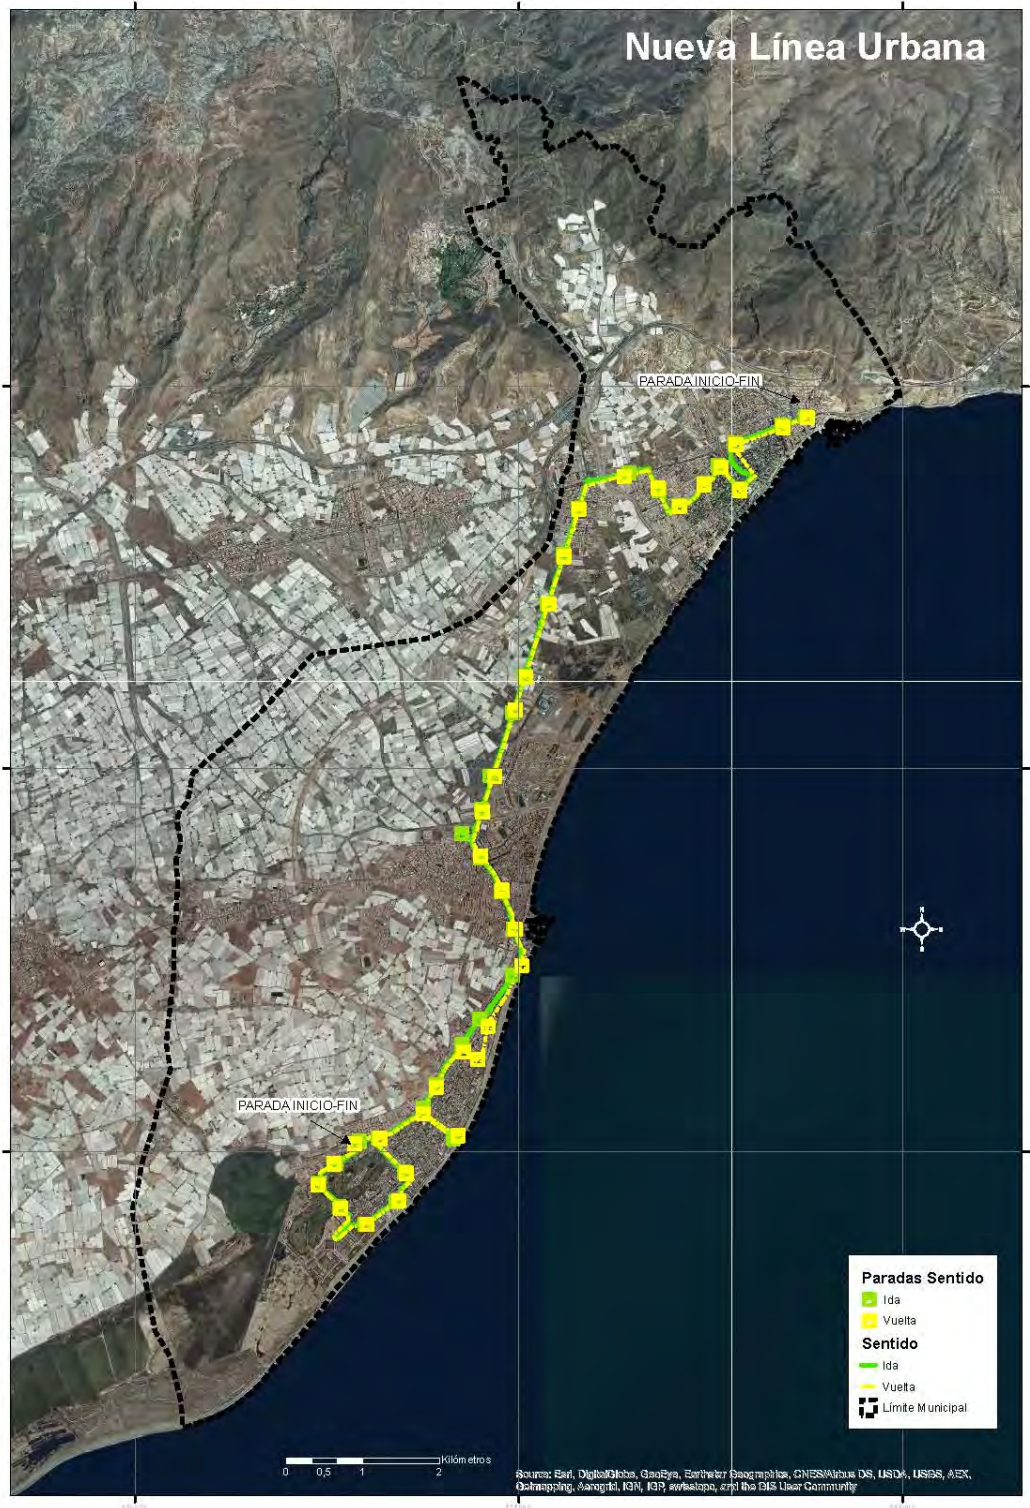 Nueva Línea Urbana
PARADA INICIO-FIN
PARADA INICIO-FIN
Paradas Sentido
Ida
Vuelta
Sentido
Ida
Vuelta
Límite Municipal
Kilómetros
0 0,5 1 2
Source: Esri, DigitalGlobe, GeoEye, Earthstar Geographics, CNES/Airbus DS, USDA, USGS, AEX,
Getmapping, Aerogrid, IGN, IGP, swisstopo, and the GIS User Community